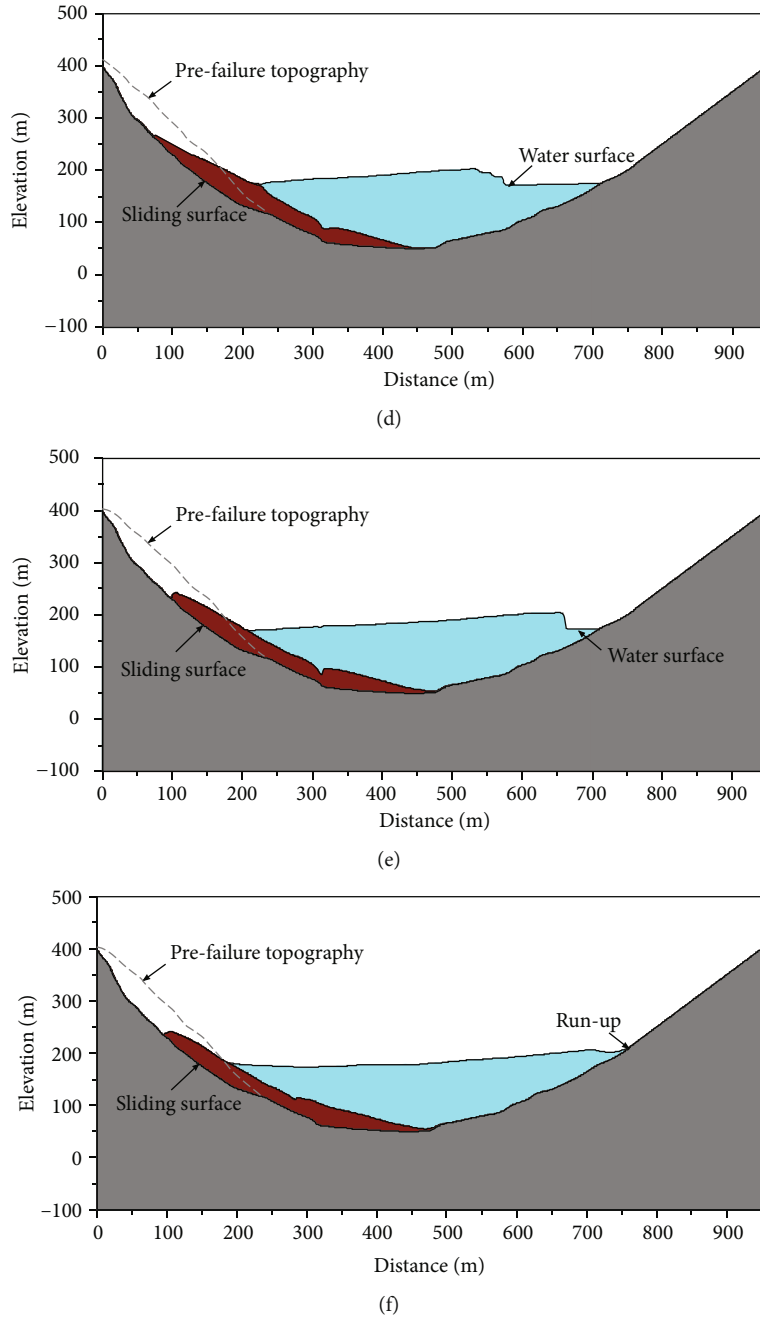 500
400
300
200
100
0
−100
Elevation (m)
Pre-failure topography
Water surface
Sliding surface
0 100 200 300 400 500 600 700 800 900
Distance (m)
(d)
500
400
300
200
100
0
−100
Elevation (m)
Pre-failure topography
Sliding surface
Water surface
0 100 200 300 400 500 600 700 800 900
Distance (m)
(e)
500
400
300
200
100
0
−100
Elevation (m)
Pre-failure topography
Run-up
Sliding surface
0 100 200 300 400 500 600 700 800 900
Distance (m)
(f)